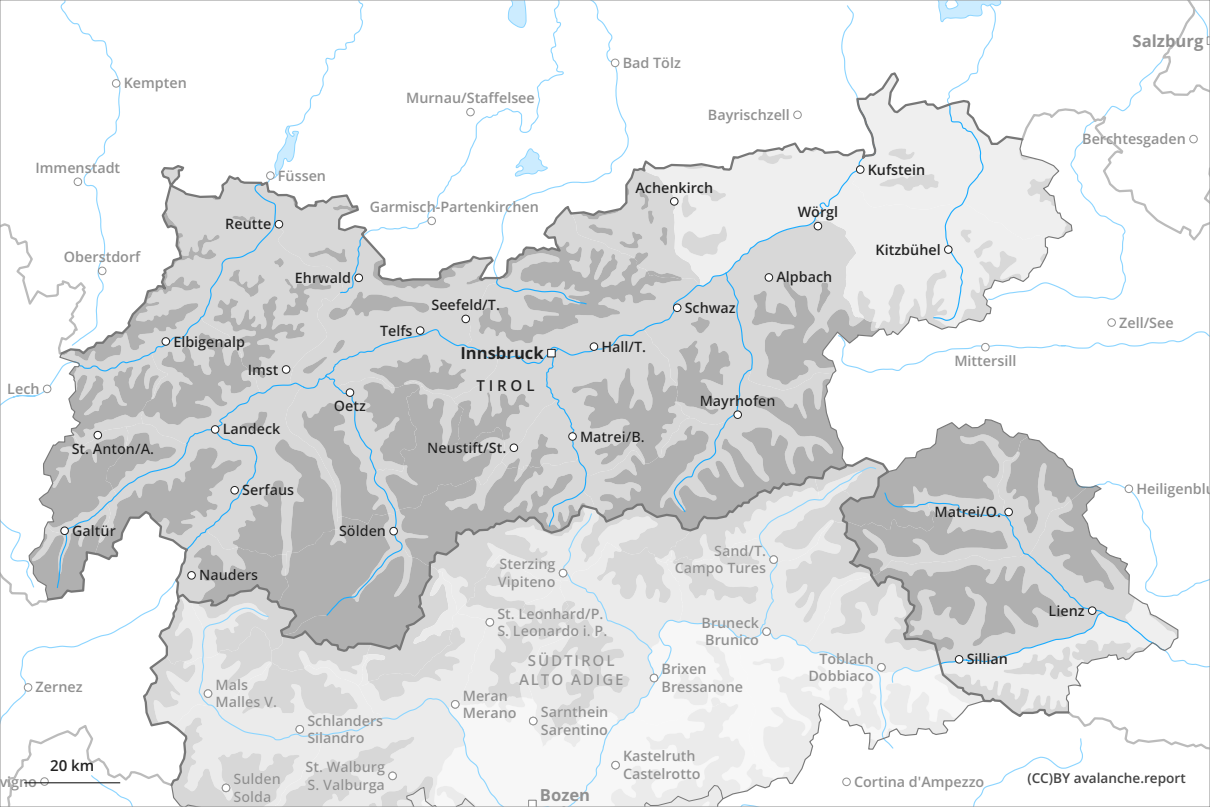 Salzburg
Bad Tölz
Kempten
Murnau/Staffelsee
Bayrischzell
Berchtesgaden
Immenstadt
Füssen
Kufstein
Achenkirch
Garmisch-Partenkirchen
Wörgl
Reutte
Kitzbühel
Oberstdorf
Ehrwald
Alpbach
Seefeld/T.
Schwaz
Zell/See
Telfs
Elbigenalp
Innsbruck
Hall/T.
Mittersill
Imst
TIROL
Lech
Oetz
Mayrhofen
Landeck
Matrei/B.
St. Anton/A.
Neustift/St.
Serfaus
Heiligenblu
Matrei/O.
Galtür
Sölden
Sand/T.
Campo Tures
Sterzing
Vipiteno
Nauders
St. Leonhard/P.
S. Leonardo i. P.
Lienz
Bruneck
Brunico
SÜDTIROL
ALTO ADIGE
Toblach
Dobbiaco
Sillian
Brixen
Bressanone
Zernez
Mals
Malles V.
Meran
Merano
Sarnthein
Sarentino
Schlanders
Silandro
Kastelruth
Castelrotto
St. Walburg
S. Valburga
20 km
vigno
Sulden
Solda
Cortina d'Ampezzo
(CC)BY avalanche.report
Bozen